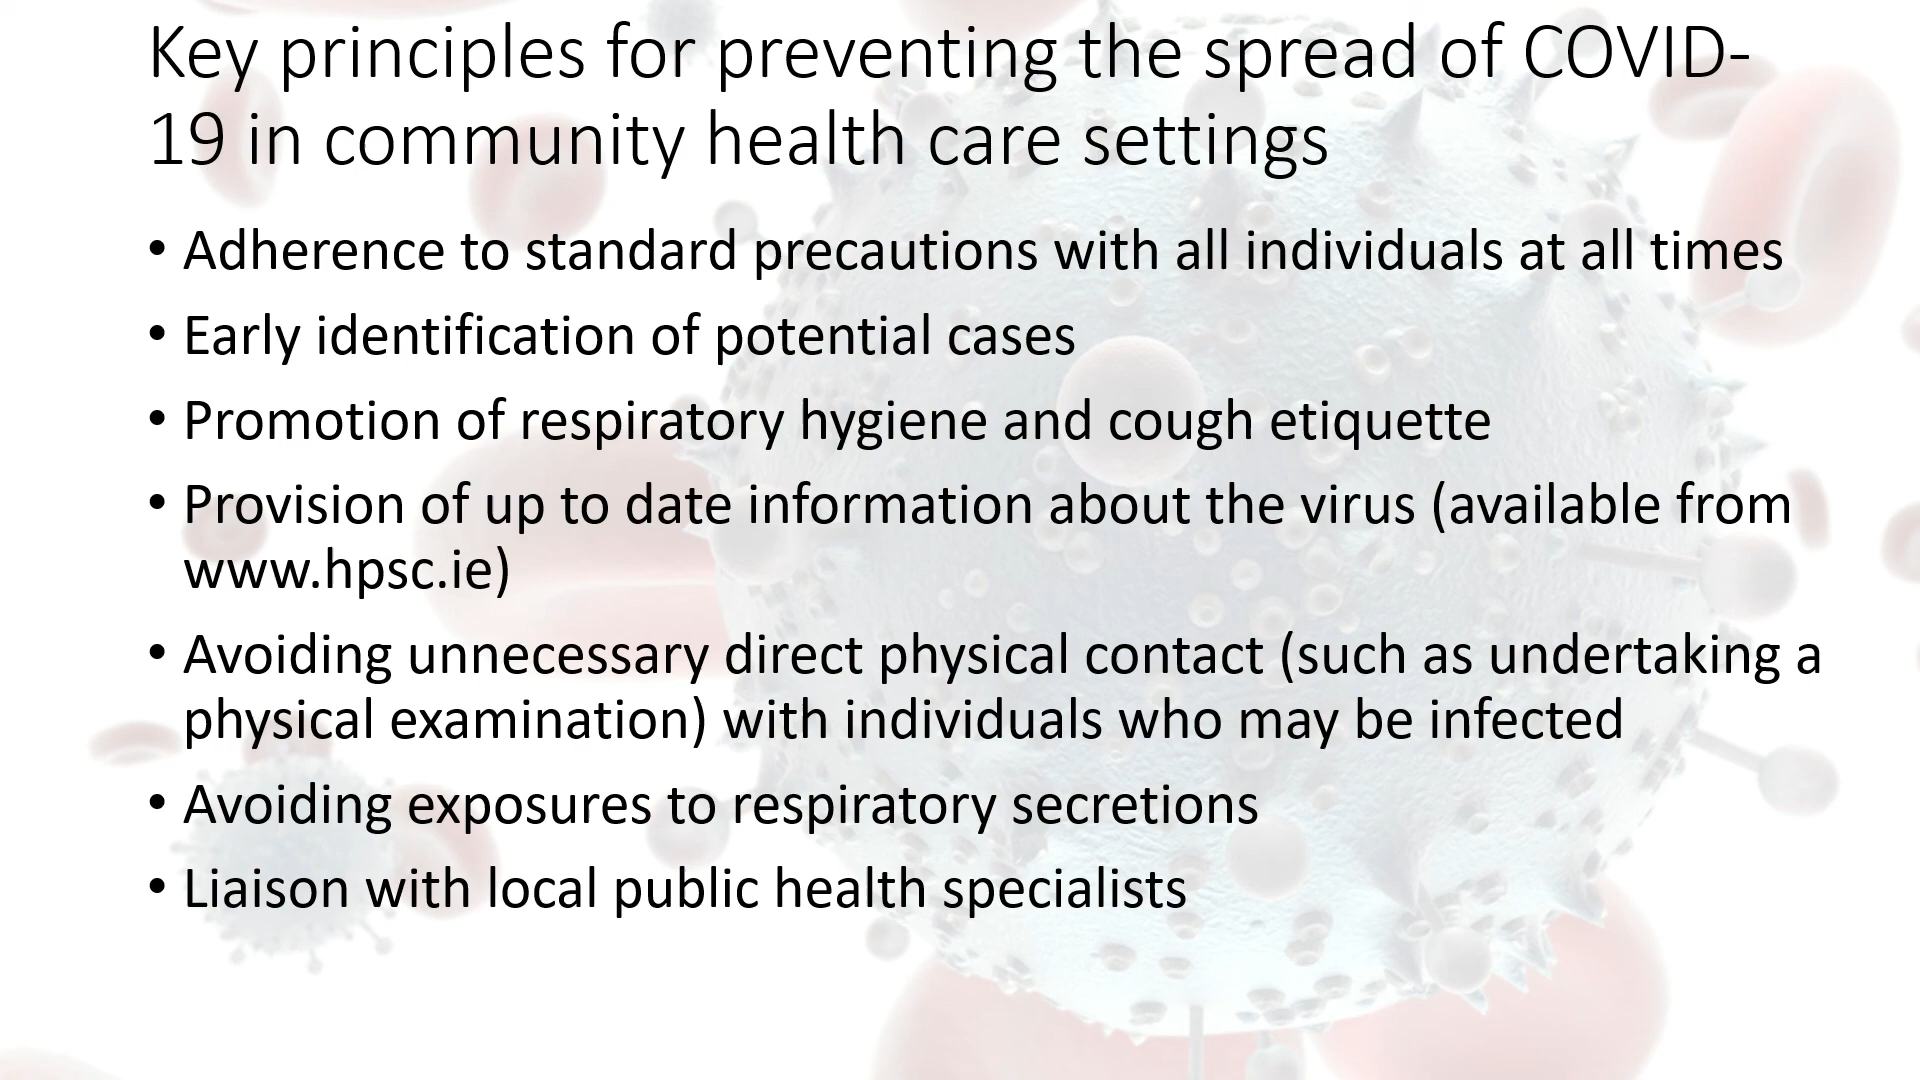 Key principles for preventing the spread of COVID-
19 in community health care settings
• Adherence to standard precautions with all individuals at all times
• Early identification of potential cases
• Promotion of respiratory hygiene and cough etiquette
• Provision of up to date information about the virus (available from
www.hpsc.ie)
• Avoiding unnecessary direct physical contact (such as undertaking a
physical examination) with individuals who may be infected
• Avoiding exposures to respiratory secretions
• Liaison with local public health specialists